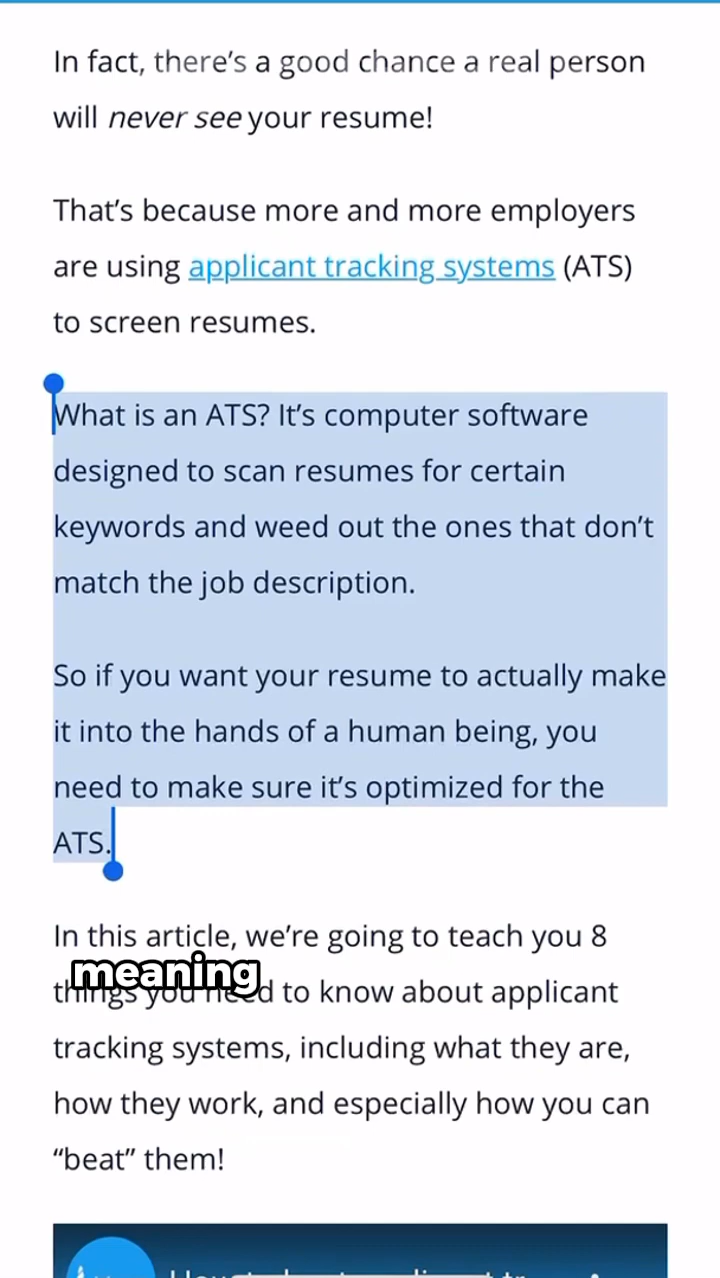 In fact, there's a good chance a real person
will never see your resume!
That's because more and more employers
are using applicant tracking systems (ATS)
to screen resumes.
What is an ATS? It's computer software
designed to scan resumes for certain
keywords and weed out the ones that don't
match the job description.
So if you want your resume to actually make
it into the hands of a human being, you
need to make sure it's optimized for the
ATS.
In this article, we're going to teach you 8
meaning
things you need to know about applicant
tracking systems, including what they are,
how they work, and especially how you can
“beat” them!